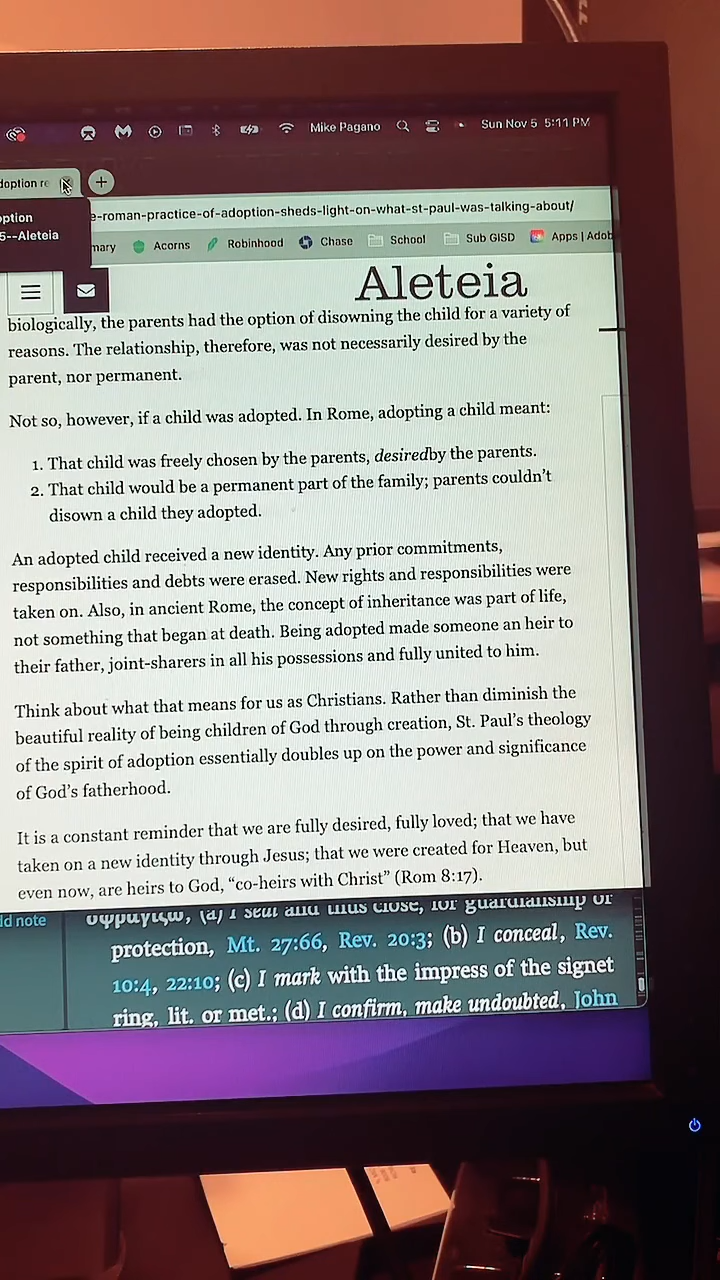 Mike Pagano Sun Nov 5 5:11 PM
doption re
e-roman-practice-of-adoption-sheds-light-on-what-st-paul-was-talking-about/
ption
5--Aleteia
mary Acorns Robinhood Chase School Sub GISD Apps | Adob
Aleteia
biologically, the parents had the option of disowning the child for a variety of
reasons. The relationship, therefore, was not necessarily desired by the
parent, nor permanent.
Not so, however, if a child was adopted. In Rome, adopting a child meant:
1. That child was freely chosen by the parents, desiredby the parents.
2. That child would be a permanent part of the family; parents couldn't
disown a child they adopted.
An adopted child received a new identity. Any prior commitments,
responsibilities and debts were erased. New rights and responsibilities were
taken on. Also, in ancient Rome, the concept of inheritance was part of life,
not something that began at death. Being adopted made someone an heir to
their father, joint-sharers in all his possessions and fully united to him.
Think about what that means for us as Christians. Rather than diminish the
beautiful reality of being children of God through creation, St. Paul's theology
of the spirit of adoption essentially doubles up on the power and significance
of God's fatherhood.
It is a constant reminder that we are fully desired, fully loved; that we have
taken on a new identity through Jesus; that we were created for Heaven, but
even now, are heirs to God, "co-heirs with Christ" (Rom 8:17).
ld note
(a) I seal and thus close, for guardianship or
protection, Mt. 27:66, Rev. 20:3; (b) I conceal, Rev.
10:4, 22:10; (c) I mark with the impress of the signet
ring, lit. or met.; (d) I confirm, make undoubted, John